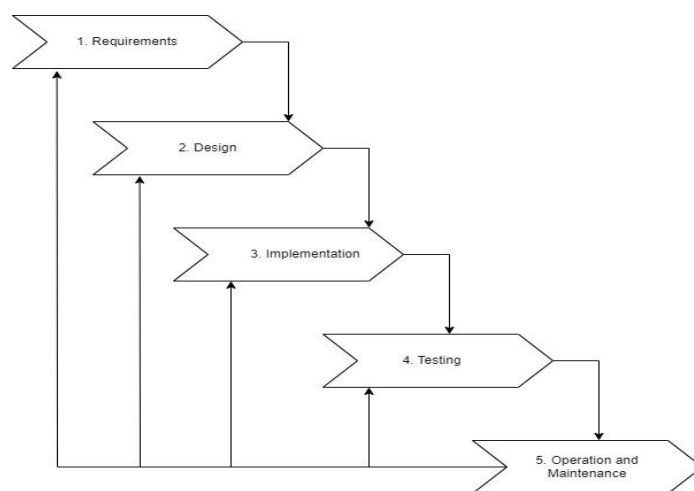 1. Requirements
2. Design
3. Implementation
4. Testing
5. Operation and
Maintenance